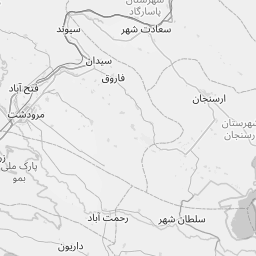 شهرستان
پاسارگاد
سعادت شهر
سیوند
سیدان
فاروق
فتح آباد
ارسنجان
مرودشت
شهرستان
ارسنجان
پارک ملی
بمو
رحمت آباد
سلطان شهر
داریون